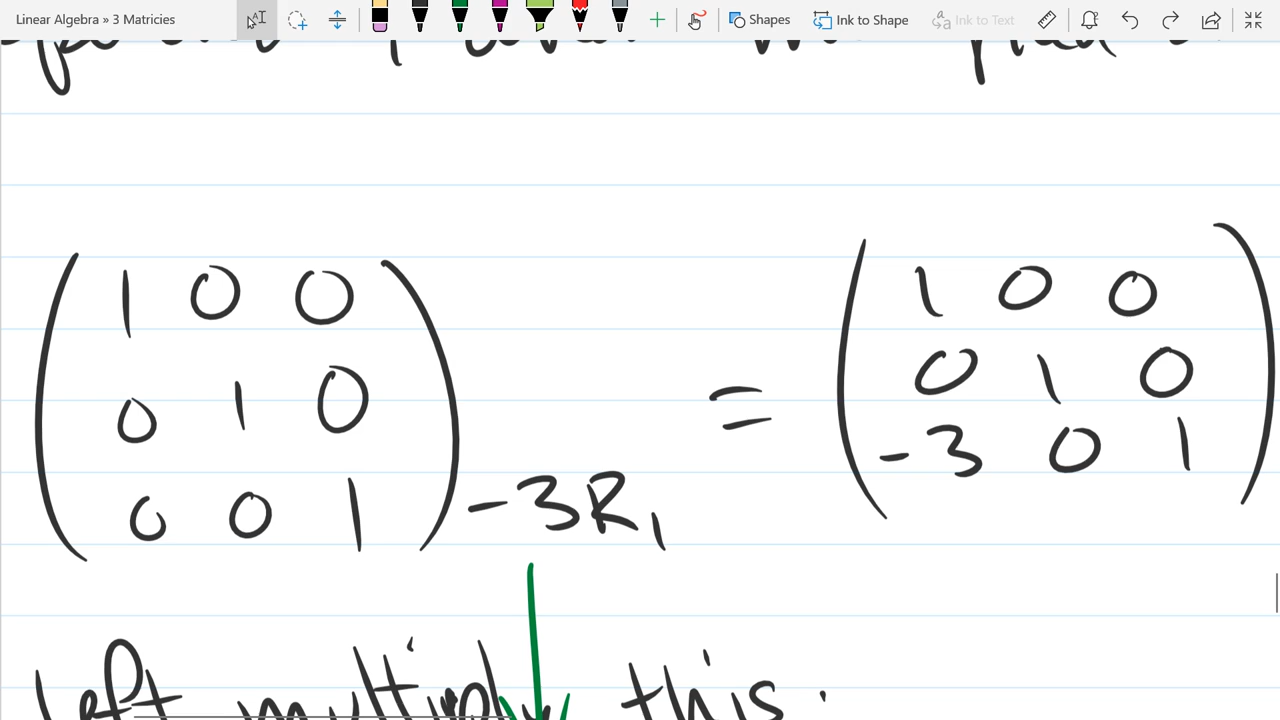 Linear Algebra » 3 Matricies
Shapes
Ink to Shape
Ink to Text
1 0 0
0 1 0
0 0 1 -3R₁
=
1 0 0
0 1 0
-3 0 1
Left multiply this: